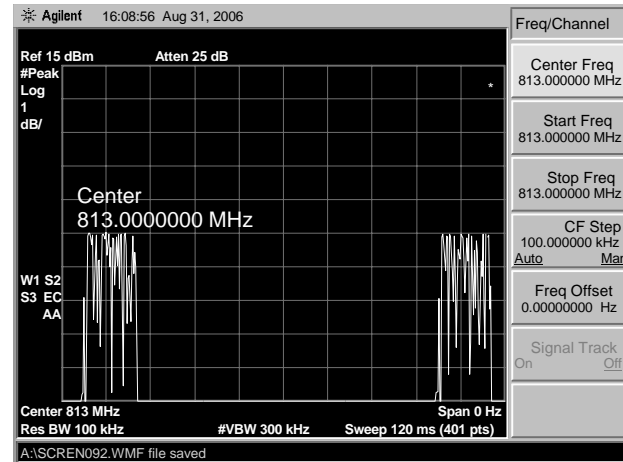 Agilent 16:08:56 Aug 31, 2006
Freq/Channel
Ref 15 dBm Atten 25 dB
#Peak
Log
1
dB/
*
Center
813.0000000 MHz
W1 S2
S3 EC
AA
Center 813 MHz Span 0 Hz
Res BW 100 kHz #VBW 300 kHz Sweep 120 ms (401 pts)
A:\SCREN092.WMF file saved
Center Freq
813.000000 MHz
Start Freq
813.000000 MHz
Stop Freq
813.000000 MHz
CF Step
100.000000 kHz
Auto Man
Freq Offset
0.00000000 Hz
Signal Track
On Off